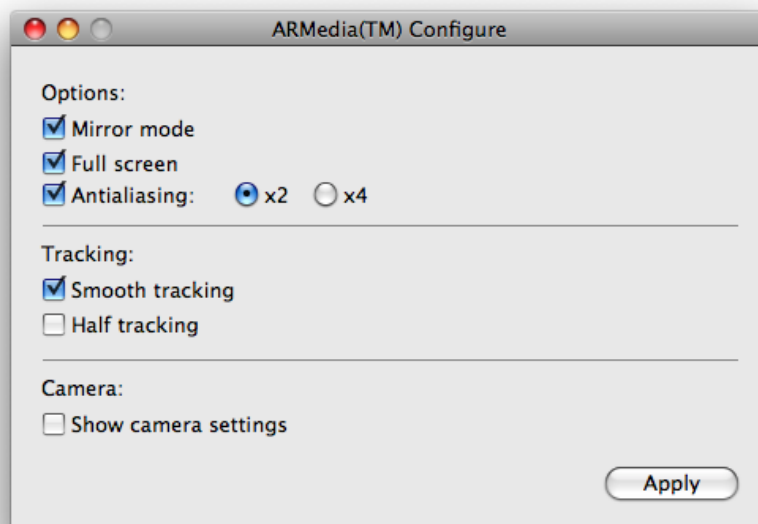 ARMedia(TM) Configure
Options:
Mirror mode
Full screen
Antialiasing: x2 x4
Tracking:
Smooth tracking
Half tracking
Camera:
Show camera settings
Apply